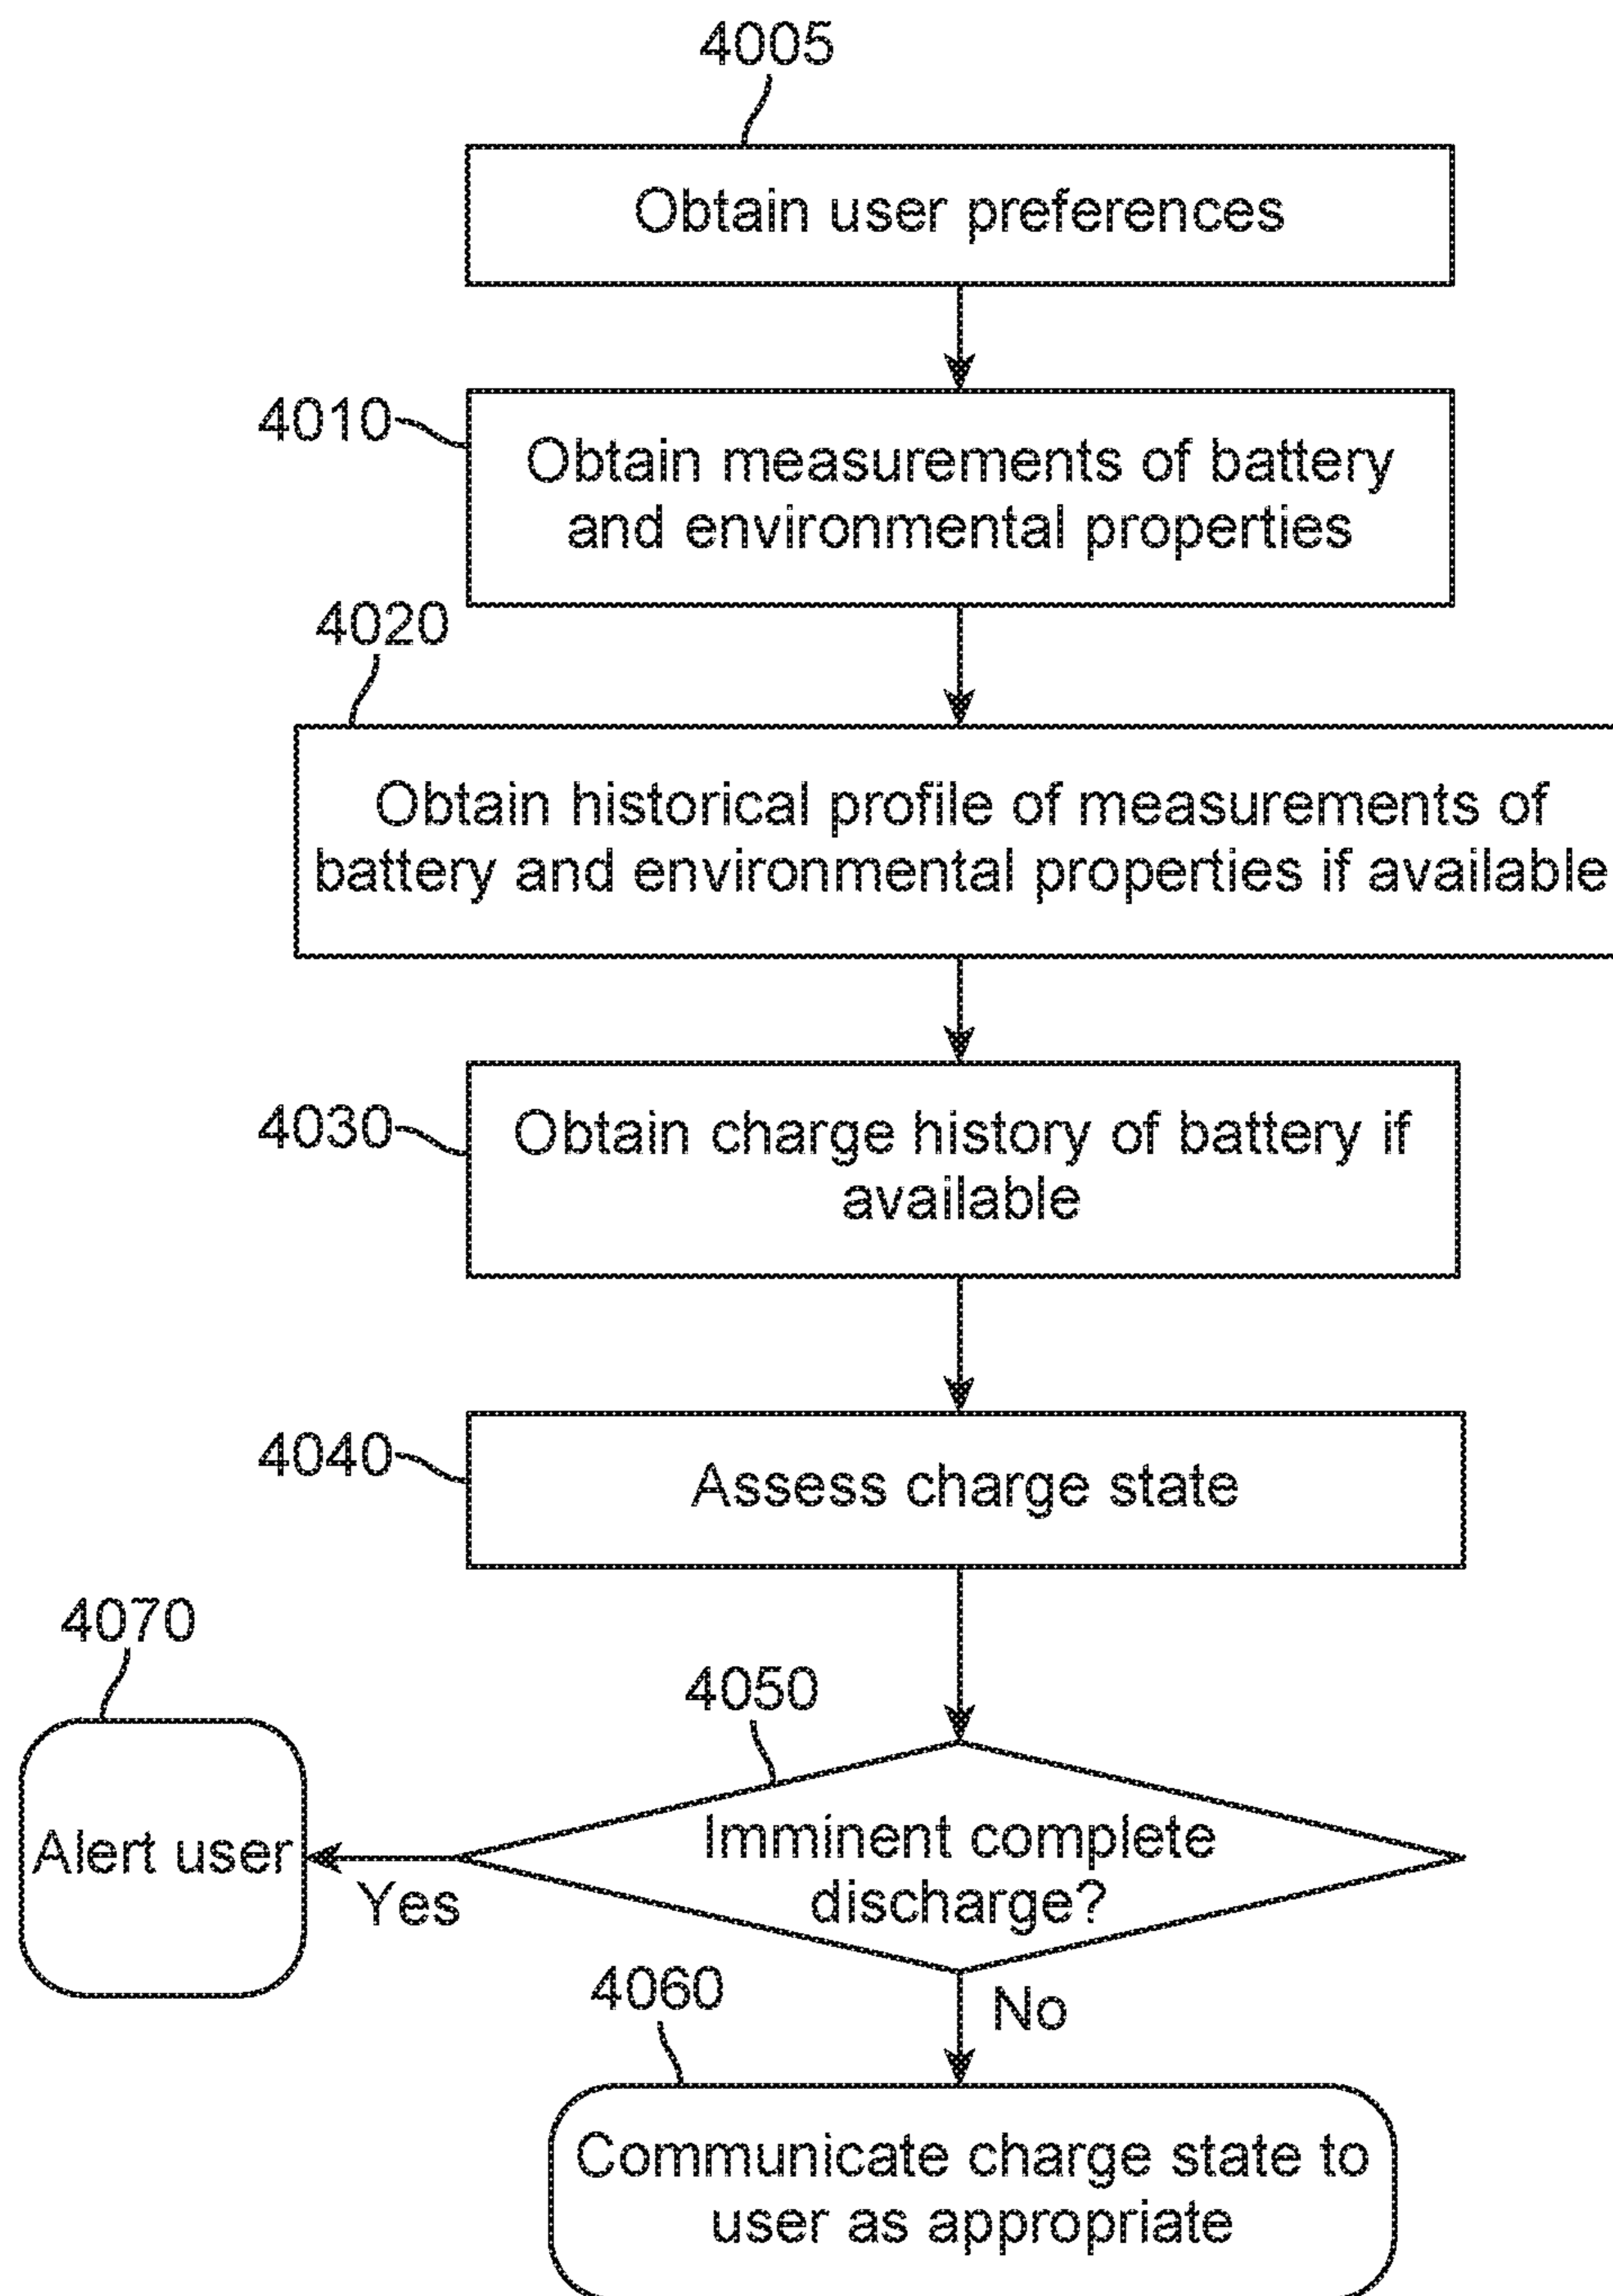 4005
Obtain user preferences
4010
Obtain measurements of battery
and environmental properties
4020
Obtain historical profile of measurements of
battery and environmental properties if available
4030
Obtain charge history of battery if
available
4040
Assess charge state
4070
4050
Alert user
Yes
Imminent complete
discharge?
4060
No
Communicate charge state to
user as appropriate